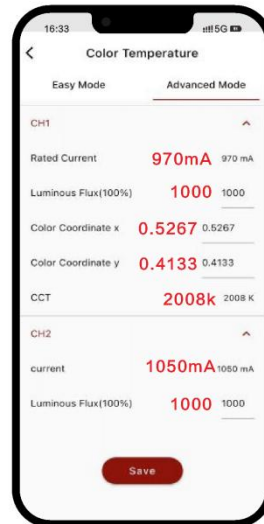 16:33 5G
Color Temperature
Easy Mode Advanced Mode
CH1
Rated Current 970mA 970 mA
Luminous Flux(100%) 1000 1000
Color Coordinate x 0.5267 0.5267
Color Coordinate y 0.4133 0.4133
CCT 2008k 2008 K
CH2
current 1050mA 1050 mA
Luminous Flux(100%) 1000 1000
Save